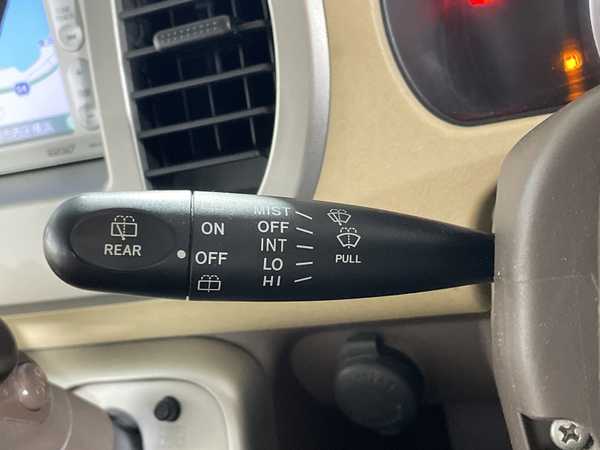 MIST
ON OFF
INT
REAR OFF LO
HI
PULL